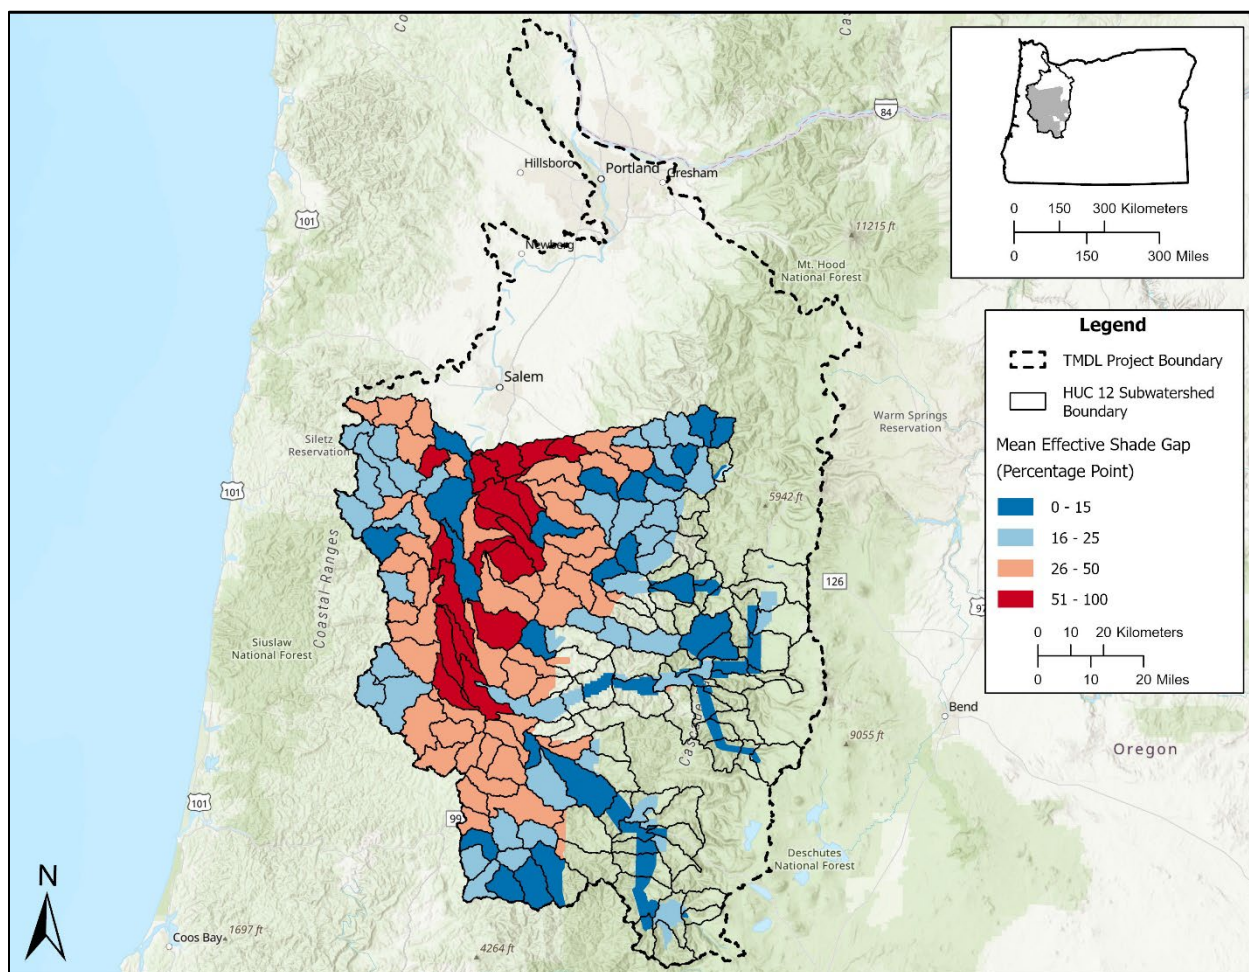 Co
Cas
84
Hillsboro
Portland
Gresham
101
Newberg
11215 ft
Mt. Hood
National Forest
Salem
Siletz
Reservation
Warm Springs
Reservation
101
5942 ft
Coastal Ranges
126
97
Siuslaw
National Forest
Bend
Cascade
9055 ft
Oregon
101
99
Deschutes
National Forest
N
Coos Bay
1697 ft
4264 ft
0 150 300 Kilometers
0 150 300 Miles
Legend
TMDL Project Boundary
HUC 12 Subwatershed
Boundary
Mean Effective Shade Gap
(Percentage Point)
0 - 15
16 - 25
26 - 50
51 - 100
0 10 20 Kilometers
0 10 20 Miles